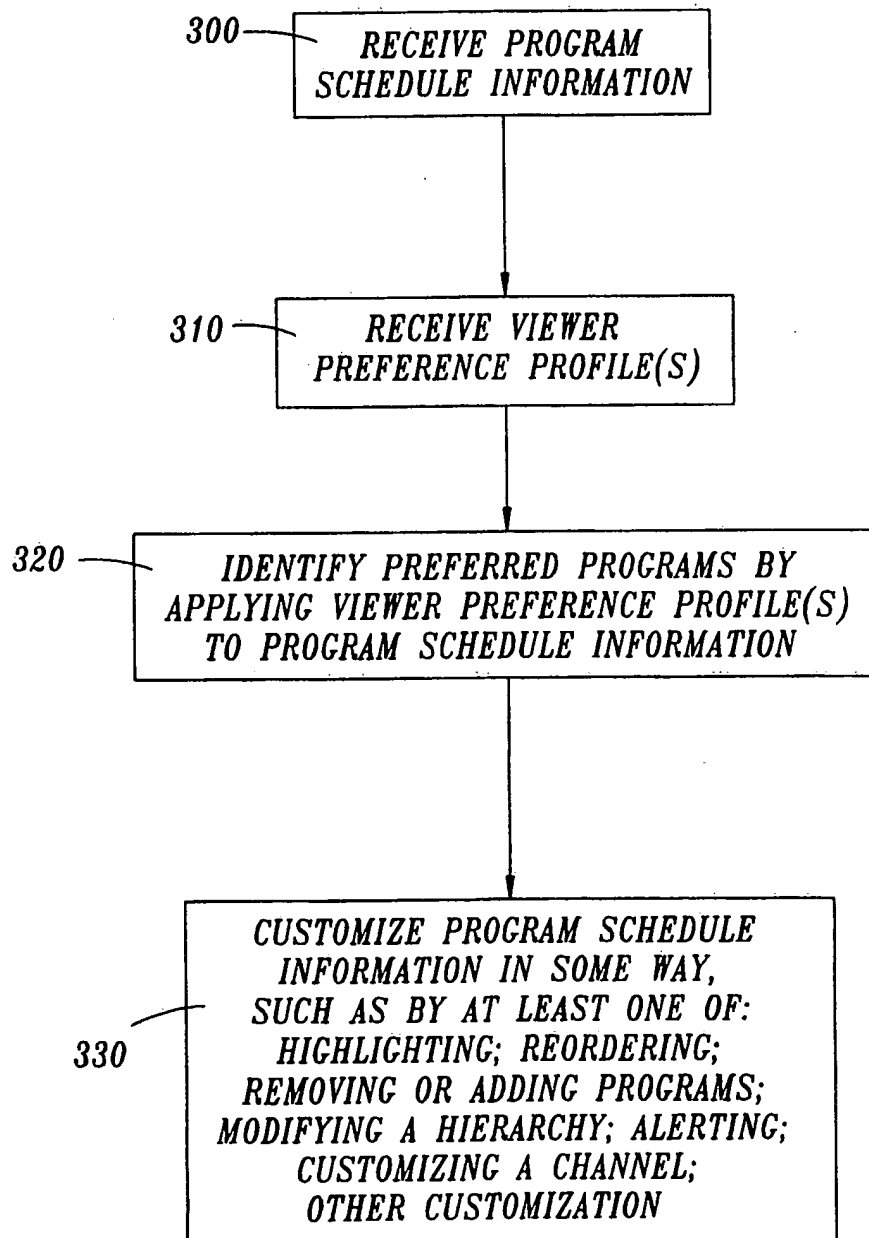 300
RECEIVE PROGRAM
SCHEDULE INFORMATION
310
RECEIVE VIEWER
PREFERENCE PROFILE(S)
320
IDENTIFY PREFERRED PROGRAMS BY
APPLYING VIEWER PREFERENCE PROFILE(S)
TO PROGRAM SCHEDULE INFORMATION
330
CUSTOMIZE PROGRAM SCHEDULE
INFORMATION IN SOME WAY,
SUCH AS BY AT LEAST ONE OF:
HIGHLIGHTING; REORDERING;
REMOVING OR ADDING PROGRAMS;
MODIFYING A HIERARCHY; ALERTING;
CUSTOMIZING A CHANNEL;
OTHER CUSTOMIZATION